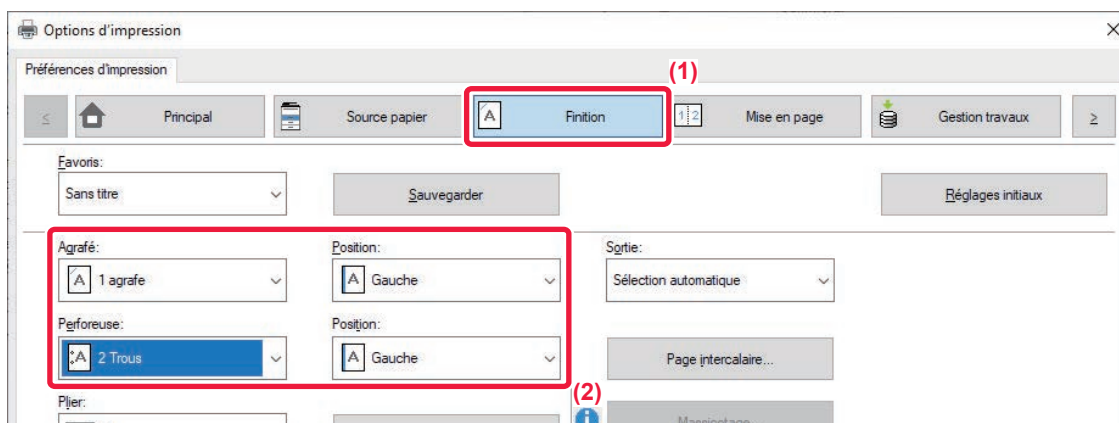 Options d'impression
Préférences d'impression
(1)
Principal
Source papier
Finition
Mise en page
Gestion travaux
Favoris:
Sans titre
Sauvegarder
Réglages initiaux
Agrafé:
Position:
Sortie:
1 agrafe
Gauche
Sélection automatique
Perforeuse:
Position:
2 Trous
Gauche
Page intercalaire...
Plier:
(2)